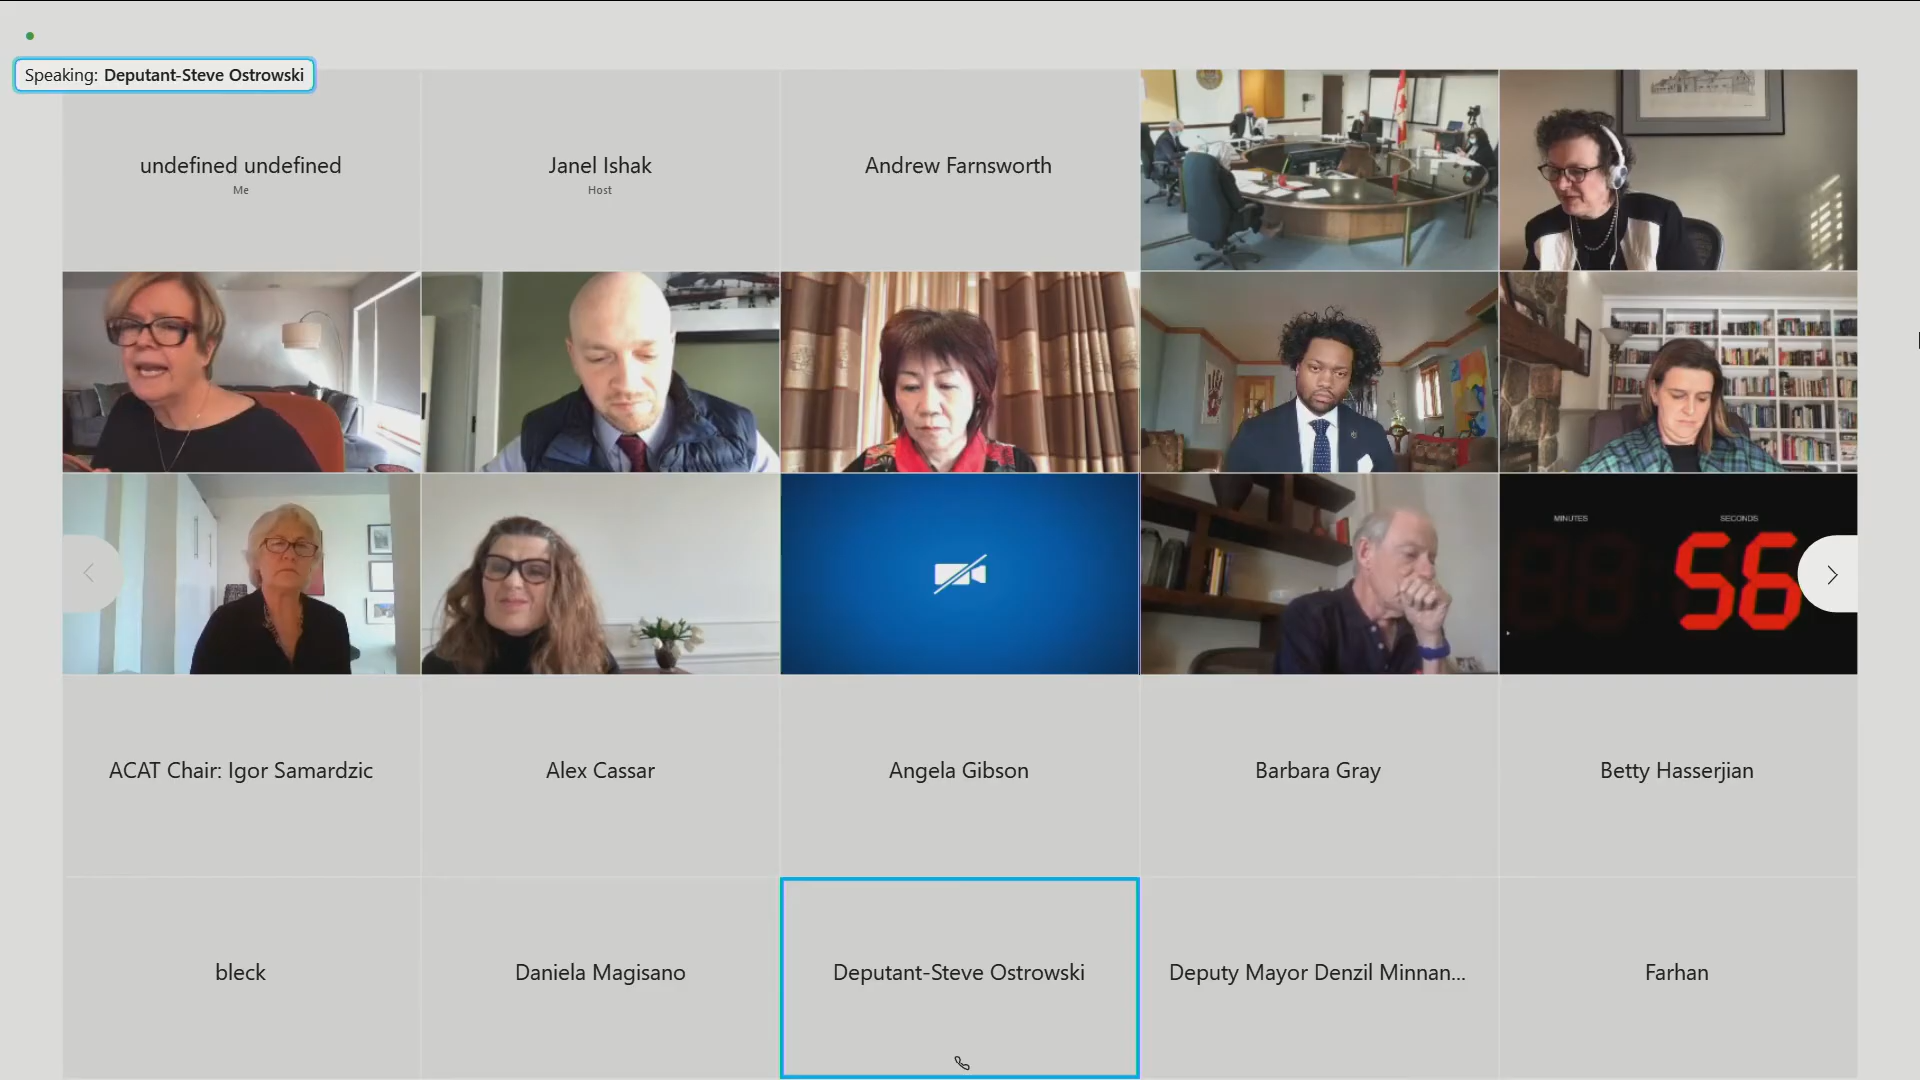 Speaking: Deputant-Steve Ostrowski
undefined undefined
Me
Janel Ishak
Host
Andrew Farnsworth
MINUTES
SECONDS
56
ACAT Chair: Igor Samardzic
Alex Cassar
Angela Gibson
Barbara Gray
Betty Hasserjian
bleck
Daniela Magisano
Deputant-Steve Ostrowski
Deputy Mayor Denzil Minnan...
Farhan